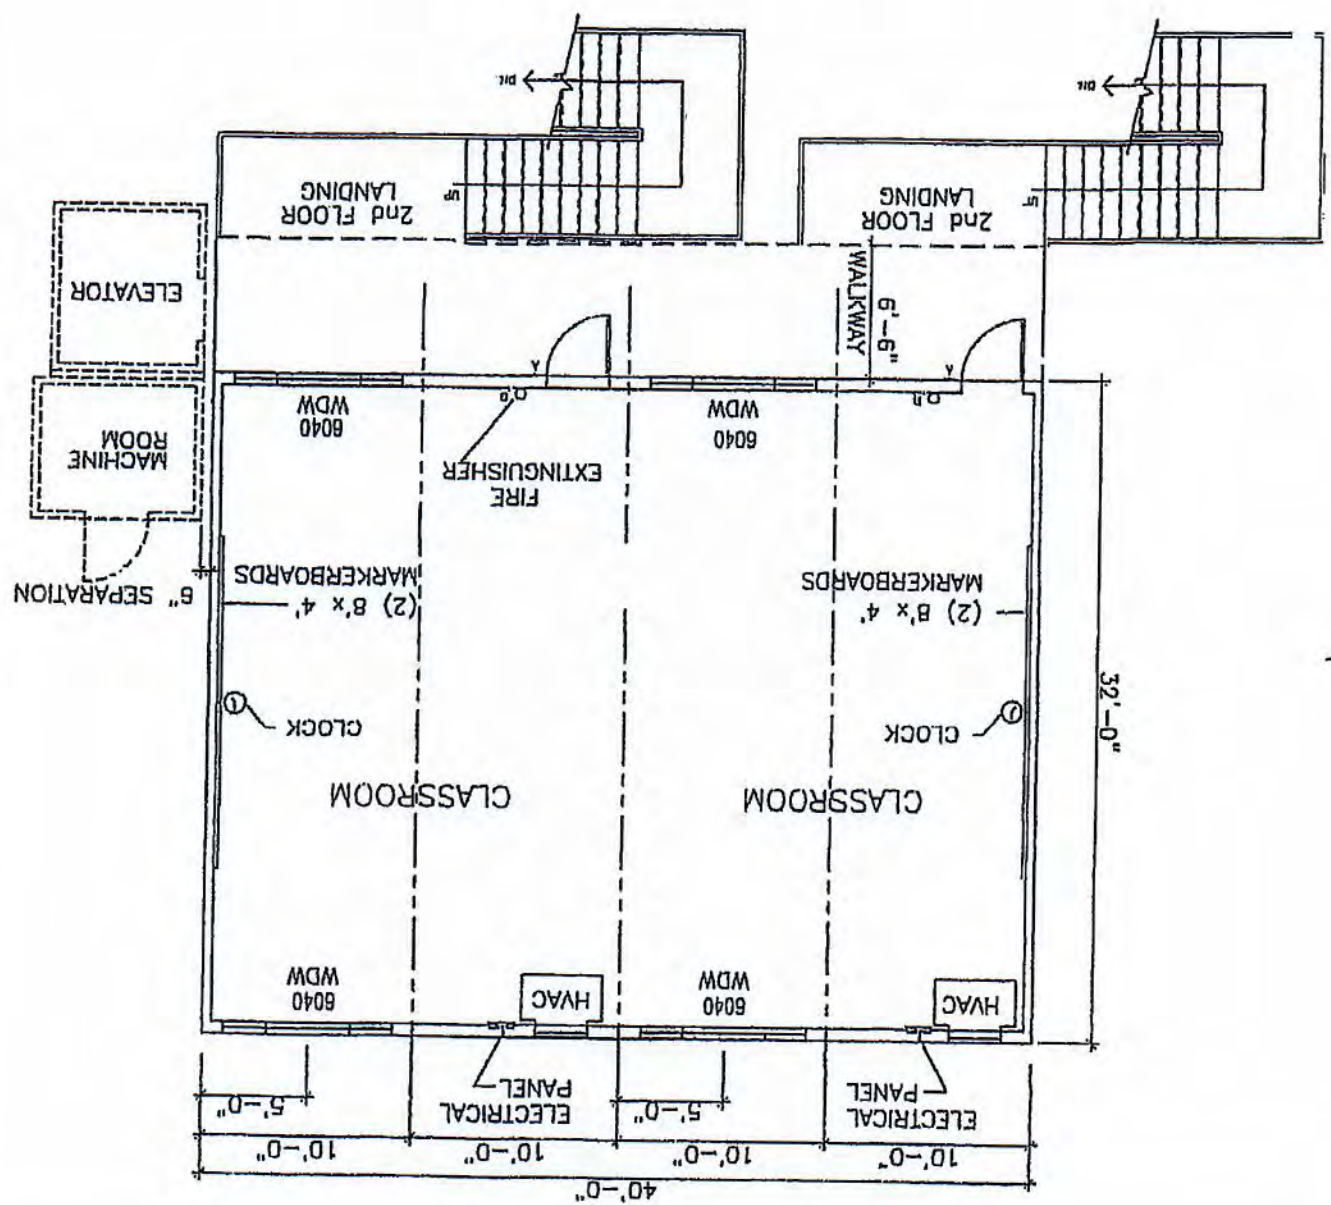 40'-0"
10'-0"
10'-0"
10'-0"
10'-0"
ELECTRICAL
PANEL
5'-0"
ELECTRICAL
PANEL
5'-0"
HVAC
6040
WDW
HVAC
6040
WDW
CLASSROOM
CLASSROOM
32'-0"
CLOCK
CLOCK
(2) 8'x 4'
MARKERBOARDS
(2) 8'x 4'
MARKERBOARDS
6" SEPARATION
FIRE
EXTINGUISHER
MACHINE
ROOM
6040
WDW
6040
WDW
A
A
6'-6"
WALKWAY
ELEVATOR
2nd FLOOR
LANDING
2nd FLOOR
LANDING
UP